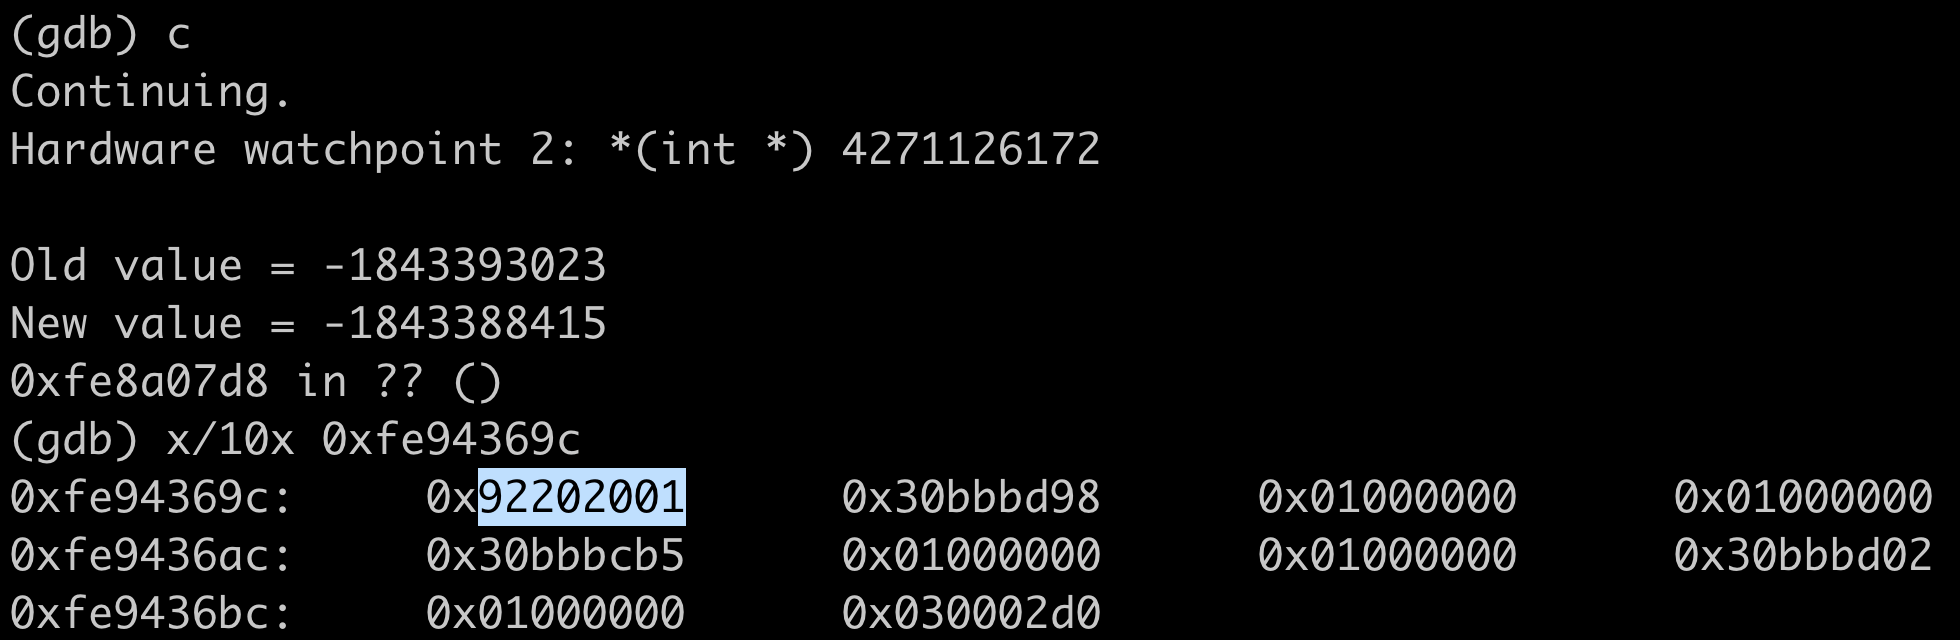 (gdb) c
Continuing.
Hardware watchpoint 2: *(int *) 4271126172
Old value = -1843393023
New value = -1843388415
0xfe8a07d8 in ?? ()
(gdb) x/10x 0xfe94369c
0xfe94369c: 0x92202001 0x30bbbd98 0x01000000 0x01000000
0xfe9436ac: 0x30bbbcb5 0x01000000 0x01000000 0x30bbbd02
0xfe9436bc: 0x01000000 0x030002d0